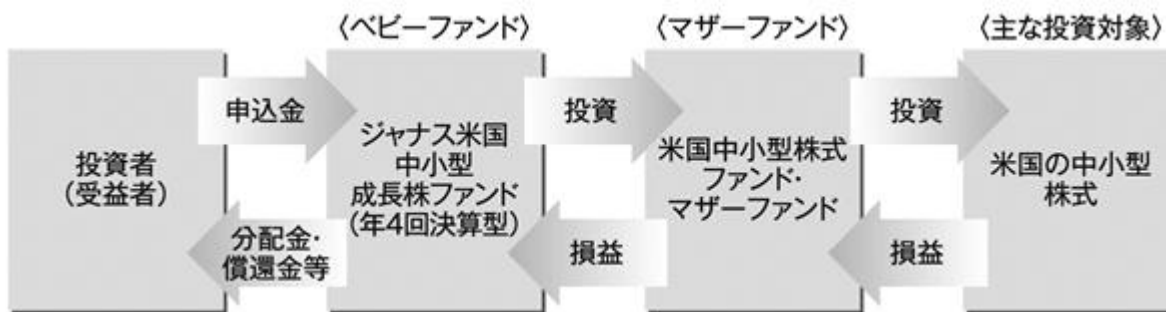 〈ベビーファンド〉
〈マザーファンド〉
〈主な投資対象〉
投資者
(受益者)
申込金
分配金・
償還金等
ジャナス米国
中小型
成長株ファンド
(年4回決算型)
投資
損益
米国中小型株式
ファンド・
マザーファンド
投資
損益
米国の中小型
株式